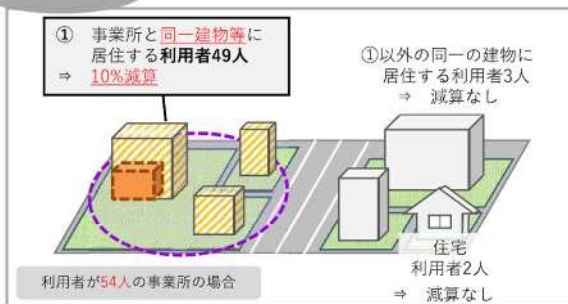 ① 事業所と同一建物等に
居住する利用者49人
⇒ 10%減算
①以外の同一の建物に
居住する利用者3人
⇒ 減算なし
住宅
利用者2人
⇒ 減算なし
利用者が54人の事業所の場合